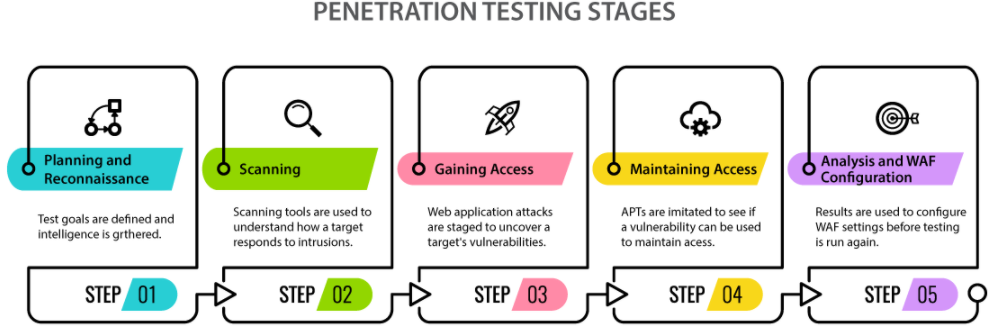 PENETRATION TESTING STAGES
Planning and
Reconnaissance
Test goals are defined and
intelligence is grthered.
STEP 01
Scanning
Scanning tools are used to
understand how a target
responds to intrusions.
STEP 02
Gaining Access
Web application attacks
are staged to uncover a
target's vulnerabilities.
STEP 03
Maintaining Access
APTs are imitated to see if
a vulnerability can be used
to maintain acess.
STEP 04
Analysis and WAF
Configuration
Results are used to configure
WAF settings before testing
is run again.
STEP 05